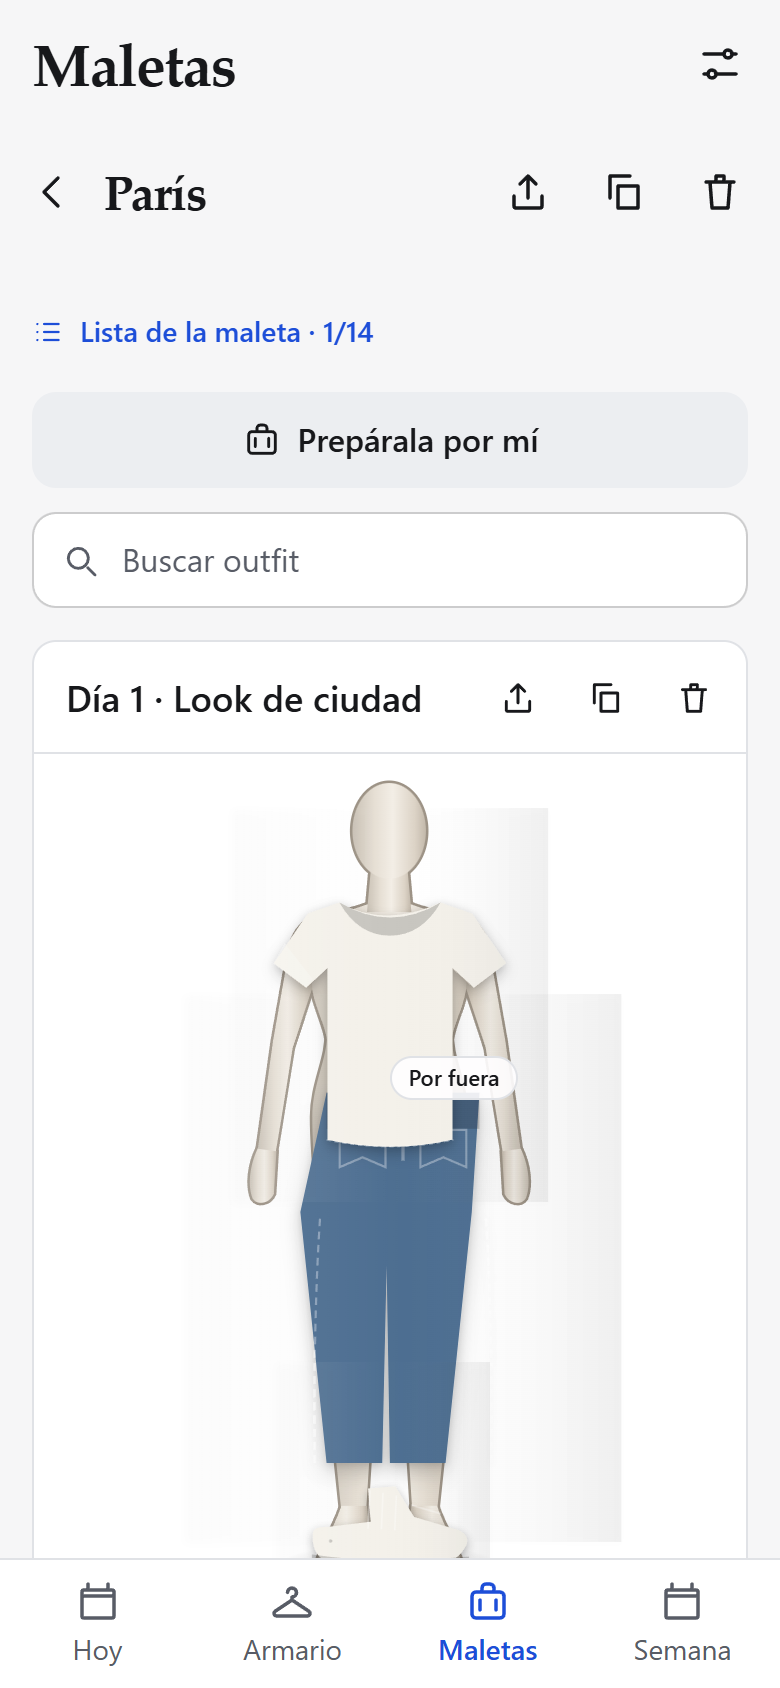 Maletas
París
Lista de la maleta · 1/14
Prepárala por mí
Buscar outfit
Día 1 · Look de ciudad
Por fuera
Hoy
Armario
Maletas
Semana